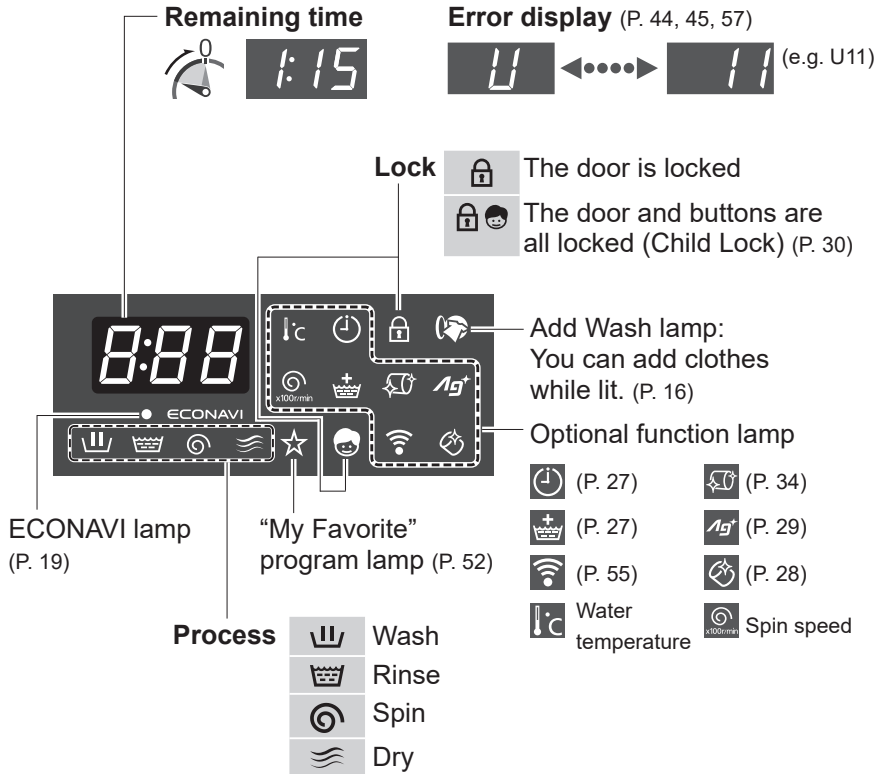 Remaining time
0
1:15
Error display (P. 44, 45, 57)
U
11
(e.g. U11)
Lock
The door is locked
The door and buttons are
all locked (Child Lock) (P. 30)
8:88
°C
x100r/min
Ag+
ECONAVI
Add Wash lamp:
You can add clothes
while lit. (P. 16)
Optional function lamp
(P. 27)
(P. 34)
(P. 27)
Ag+
(P. 29)
(P. 55)
(P. 28)
°C
Water
temperature
x100r/min
Spin speed
ECONAVI lamp
(P. 19)
“My Favorite”
program lamp (P. 52)
Process
Wash
Rinse
Spin
Dry